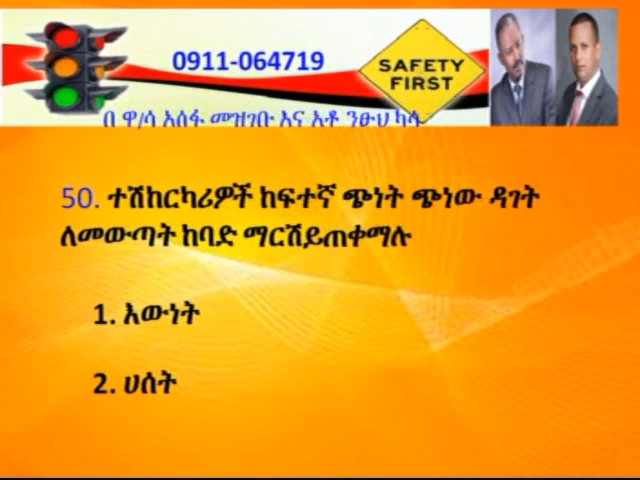 0911-064719
SAFETY
FIRST
በ ዋ/ሳ አሰፋ መዝገቡ እና አቶ ንፁህ ካሳ
50. ተሽከርካሪዎች ከፍተኛ ጭነት ጭነው ዳገት
ለመውጣት ከባድ ማርሽይጠቀማሉ
1. እውነት
2. ሀሰት